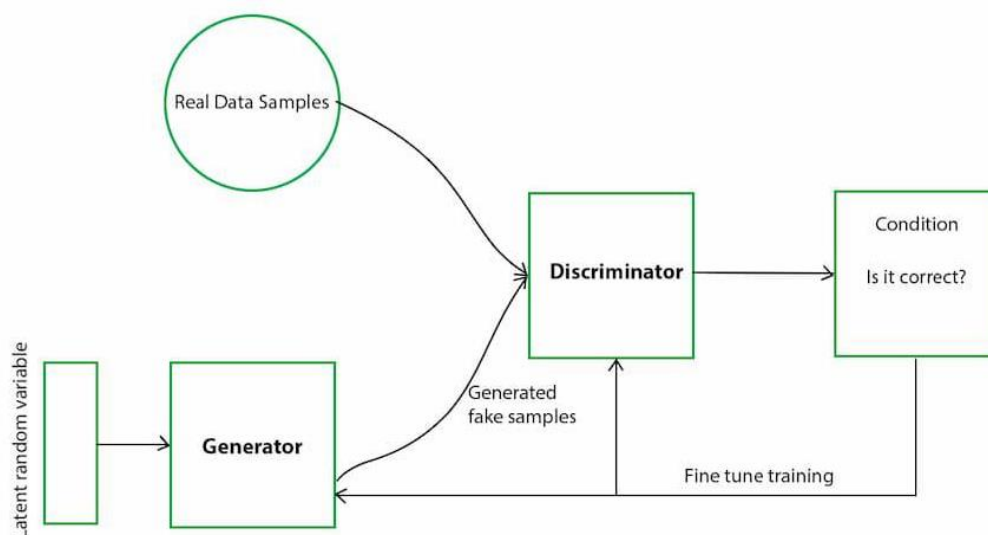 Real Data Samples
Discriminator
Condition
Is it correct?
Latent random variable
Generator
Generated
fake samples
Fine tune training